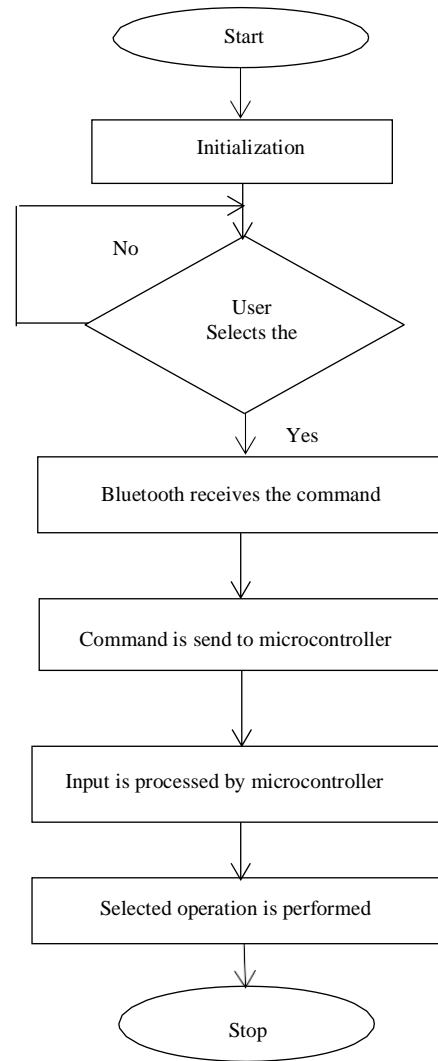 Start
Initialization
No
User
Selects the
Yes
Bluetooth receives the command
Command is send to microcontroller
Input is processed by microcontroller
Selected operation is performed
Stop